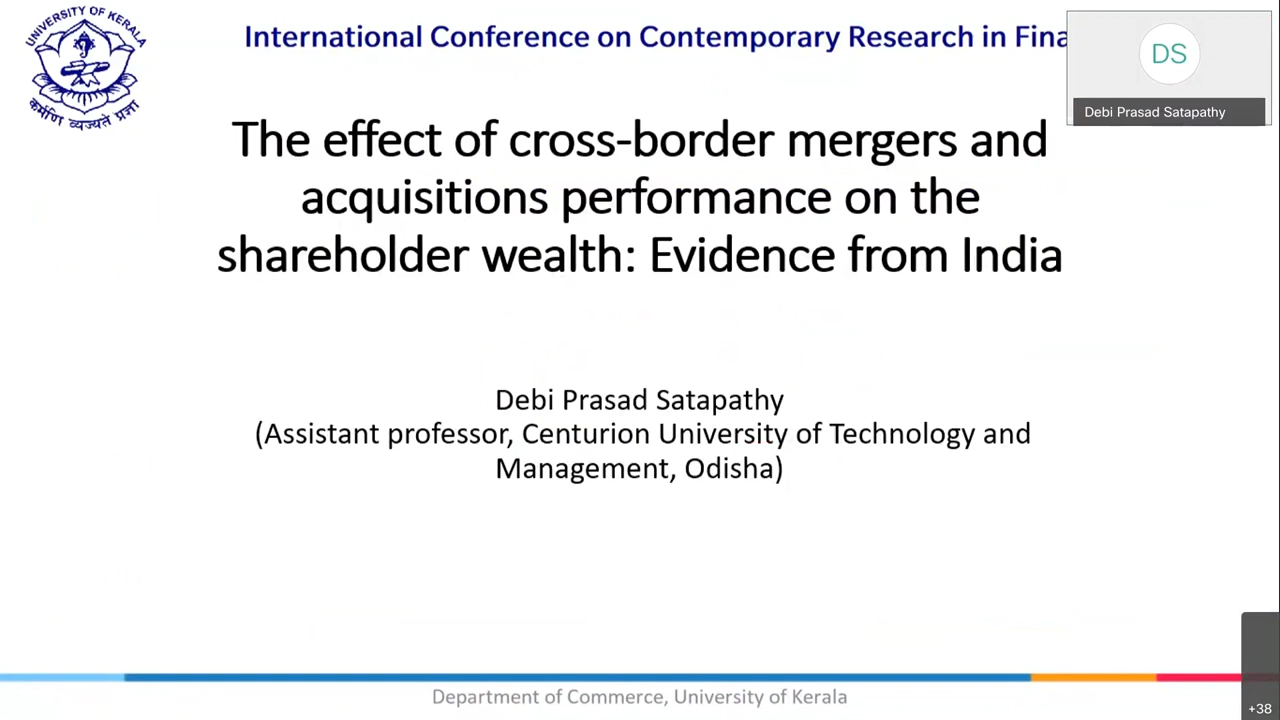 UNIVERSITY OF KERALA
कर्मणि व्यज्यते प्रज्ञा
International Conference on Contemporary Research in Fina
DS
Debi Prasad Satapathy
The effect of cross-border mergers and
acquisitions performance on the
shareholder wealth: Evidence from India
Debi Prasad Satapathy
(Assistant professor, Centurion University of Technology and
Management, Odisha)
Department of Commerce, University of Kerala
+38